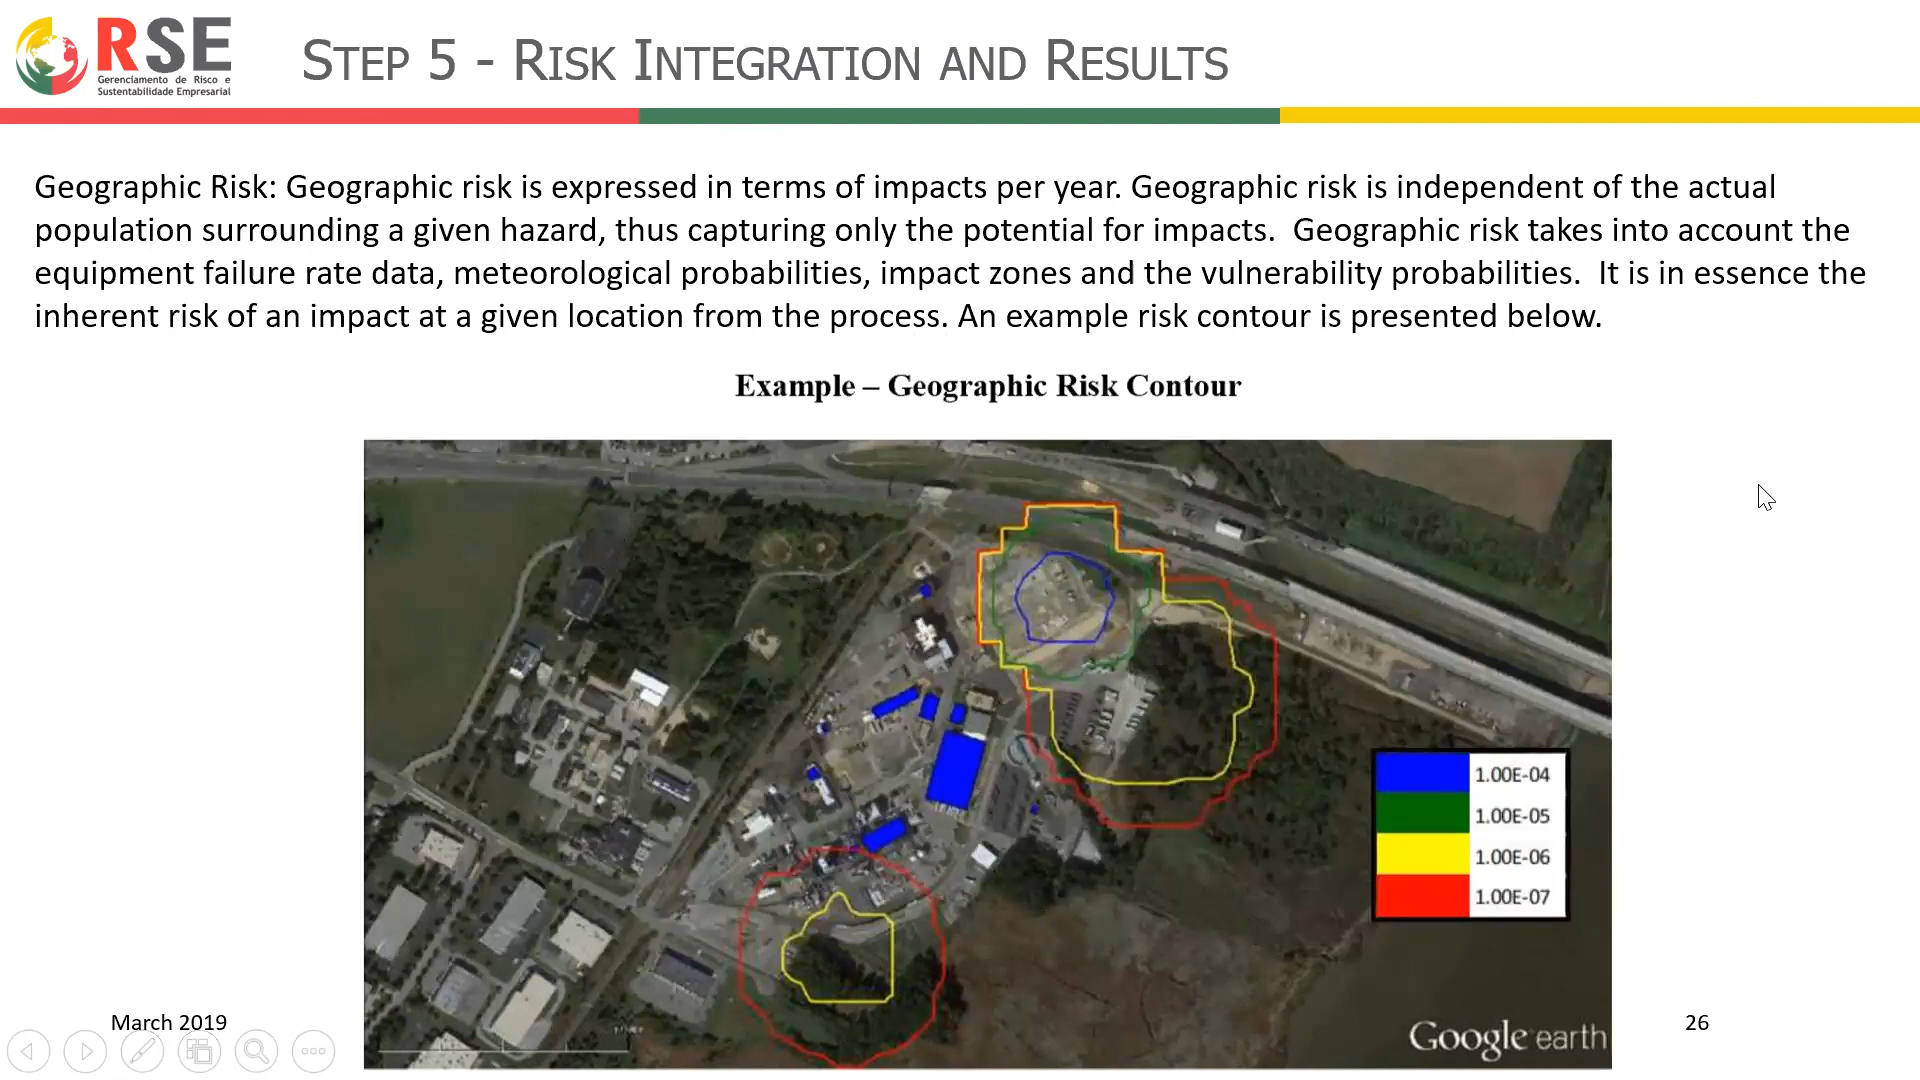 RSE
Gerenciamento de Risco e
Sustentabilidade Empresarial
STEP 5 - RISK INTEGRATION AND RESULTS
Geographic Risk: Geographic risk is expressed in terms of impacts per year. Geographic risk is independent of the actual
population surrounding a given hazard, thus capturing only the potential for impacts.  Geographic risk takes into account the
equipment failure rate data, meteorological probabilities, impact zones and the vulnerability probabilities.  It is in essence the
inherent risk of an impact at a given location from the process. An example risk contour is presented below.
Example – Geographic Risk Contour
1.00E-04
1.00E-05
1.00E-06
1.00E-07
Google earth
March 2019
26